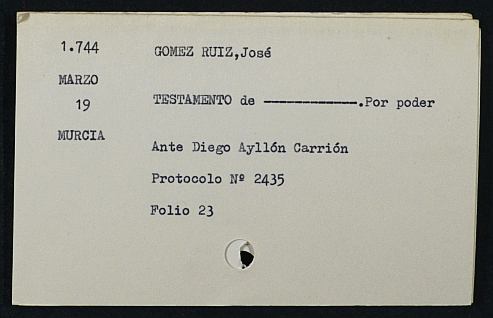 1.744 GOMEZ RUIZ,José
MARZO
19 TESTAMENTO de ------------.Por poder
MURCIA
Ante Diego Ayllón Carrión
Protocolo Nº 2435
Folio 23